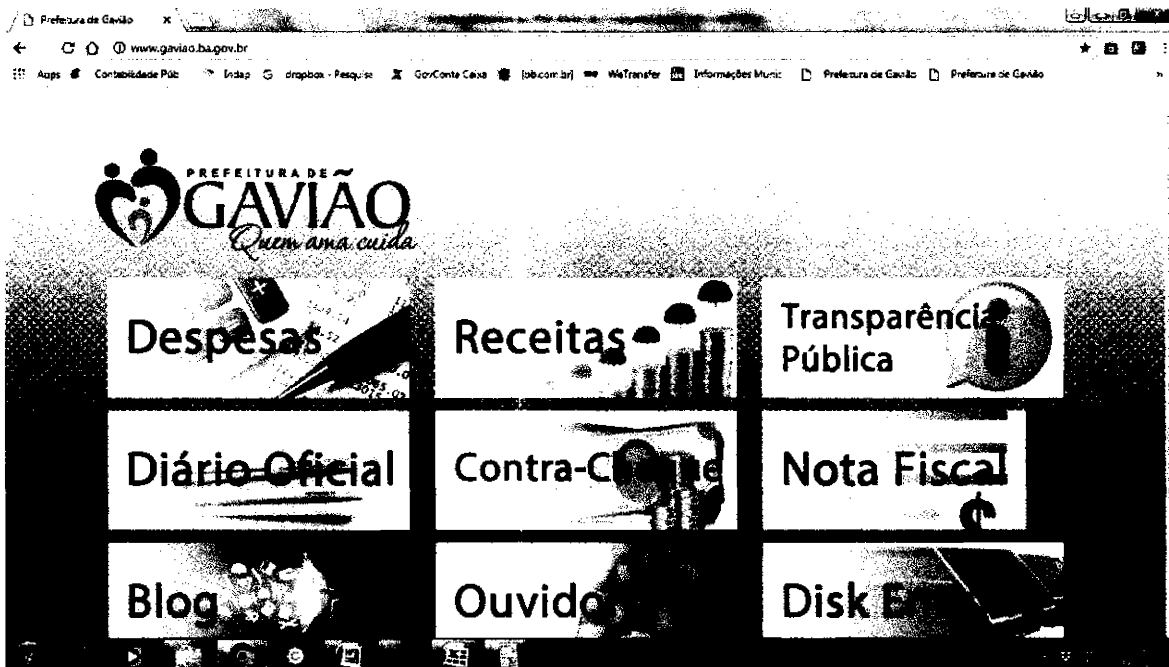 Prefeitura de Gavião
www.gaviao.ba.gov.br
Apps Contabilidade Púb Indap dropbox - Pesquise GovConta Caixa [bb.com.br] WeTransfer Informações Munic Prefeitura de Gavião Prefeitura de Gavião
PREFEITURA DE
GAVIÃO
Quem ama cuida
Despesas
Receitas
Transparência
Pública
Diário Oficial
Contra-Cheque
Nota Fiscal
Blog
Ouvido
Disk